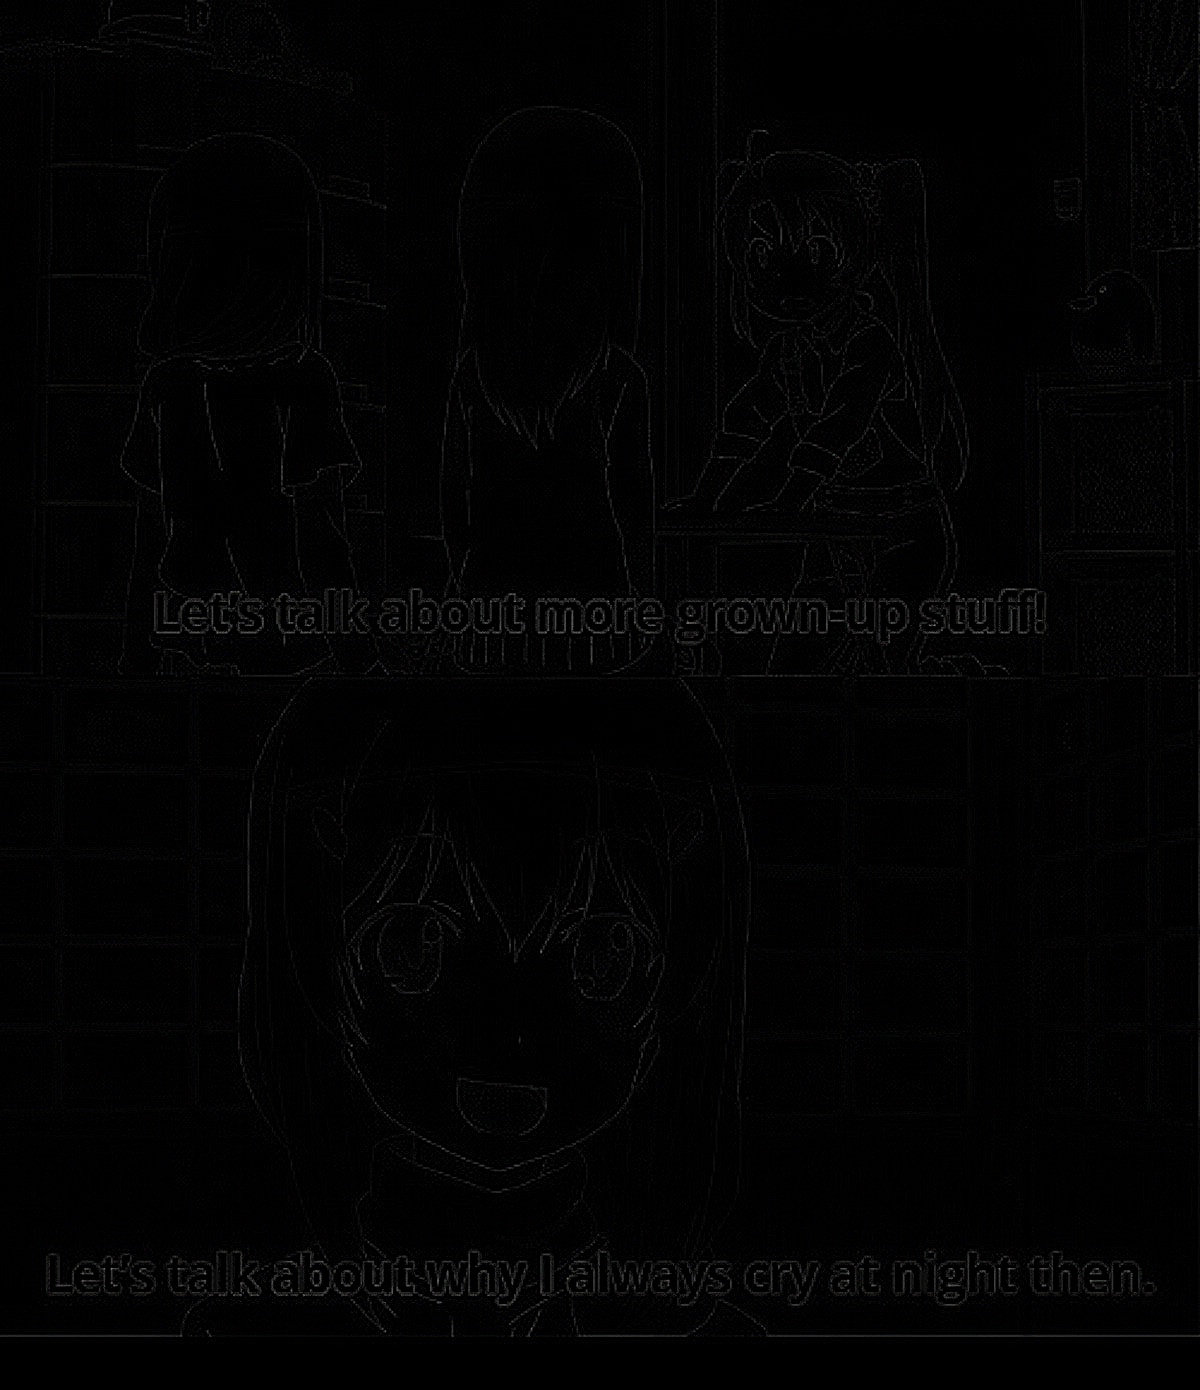 Let's talk about more grown-up stuff!
Let's talk about why I always cry at night then.